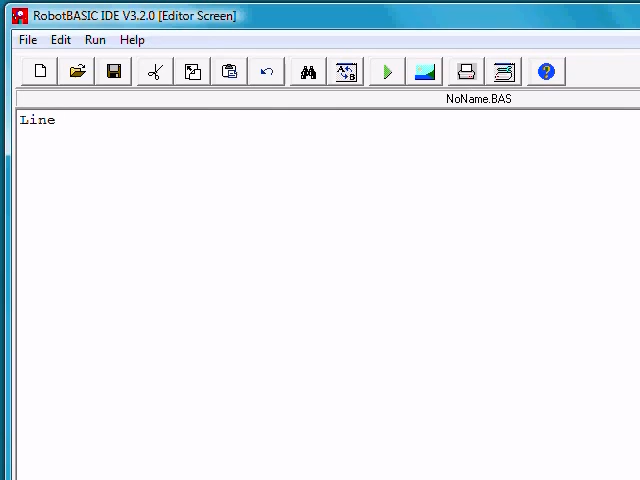 RobotBASIC IDE V3.2.0 [Editor Screen]
File Edit Run Help
NoName.BAS
Line